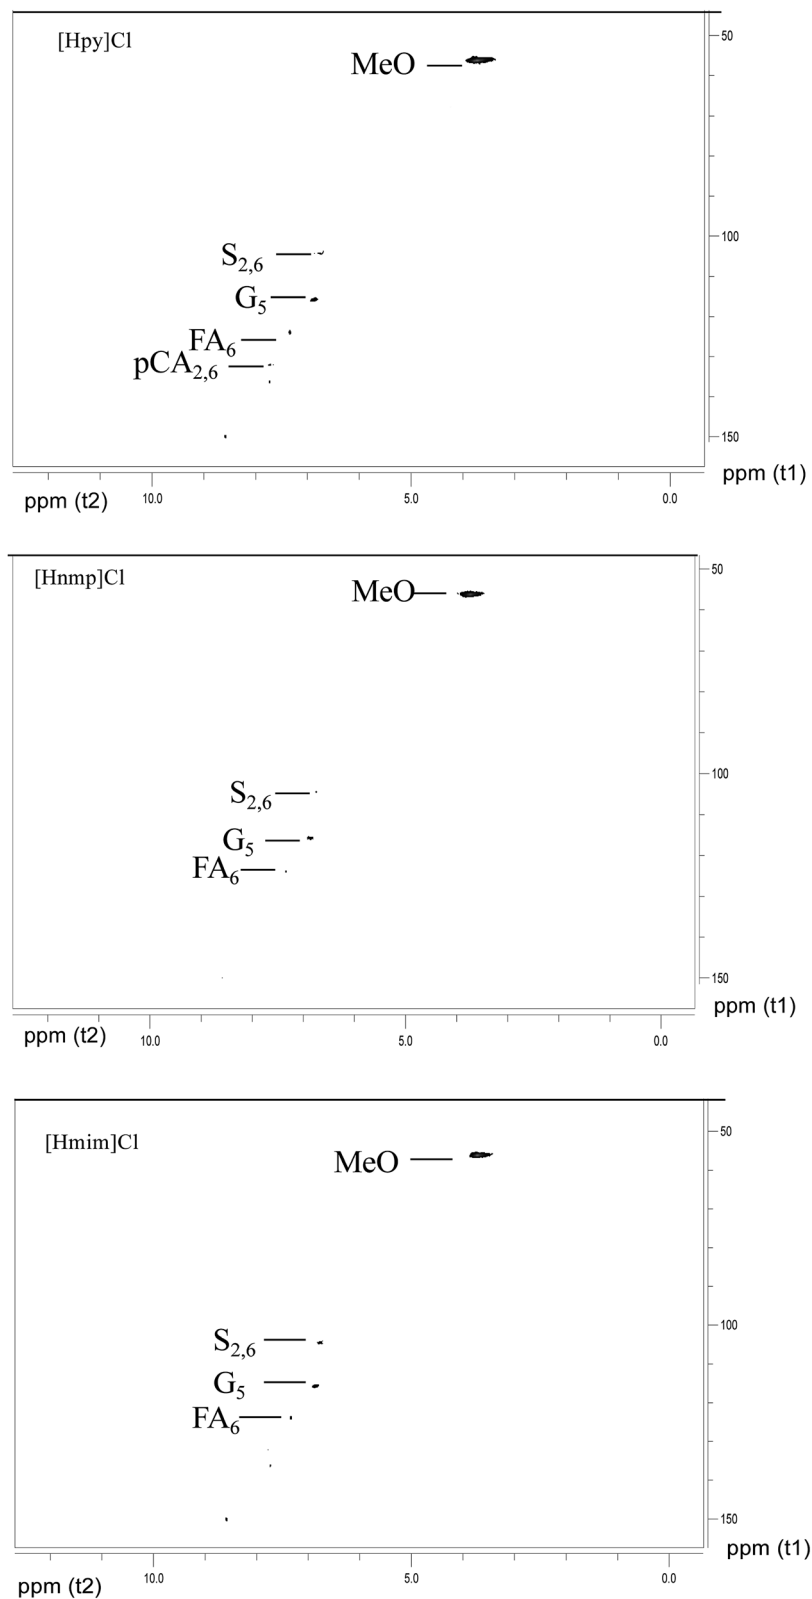 [Hpy]Cl
50
MeO
100
S2,6
G5
FA6
pCA2,6
150
ppm (t1)
ppm (t2)
10.0
5.0
0.0
[Hnmp]Cl
50
MeO
100
S2,6
G5
FA6
150
ppm (t1)
ppm (t2)
10.0
5.0
0.0
[Hmim]Cl
50
MeO
100
S2,6
G5
FA6
150
ppm (t1)
ppm (t2)
10.0
5.0
0.0